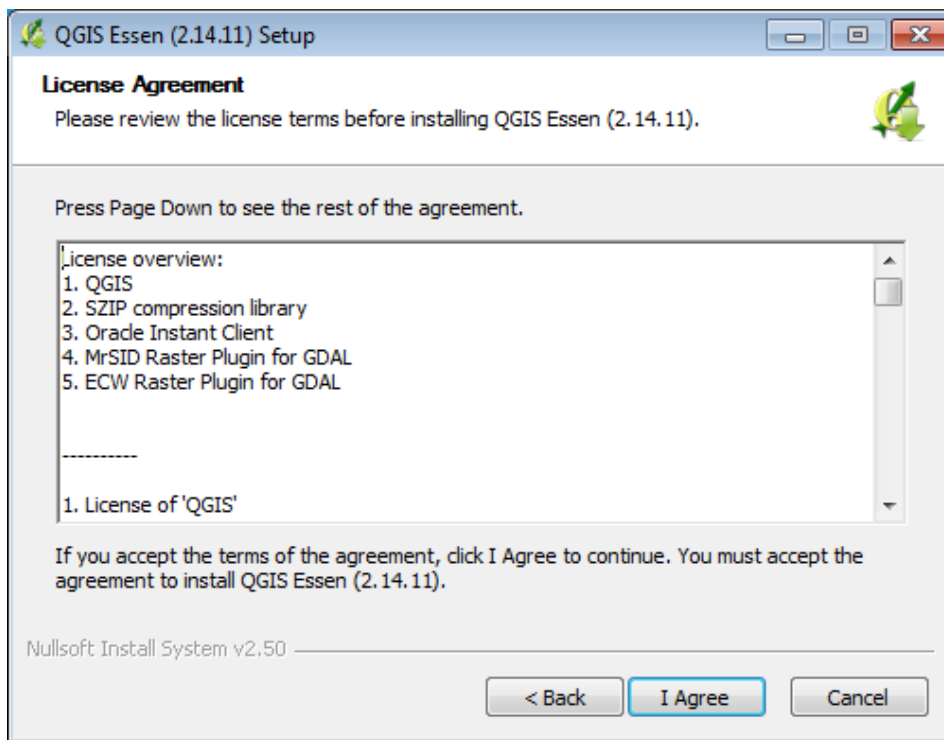 QGIS Essen (2.14.11) Setup
License Agreement
Please review the license terms before installing QGIS Essen (2.14.11).
Press Page Down to see the rest of the agreement.
License overview:
1. QGIS
2. SZIP compression library
3. Oracle Instant Client
4. MrSID Raster Plugin for GDAL
5. ECW Raster Plugin for GDAL
----------
1. License of 'QGIS'
If you accept the terms of the agreement, click I Agree to continue. You must accept the
agreement to install QGIS Essen (2.14.11).
Nullsoft Install System v2.50
< Back I Agree Cancel